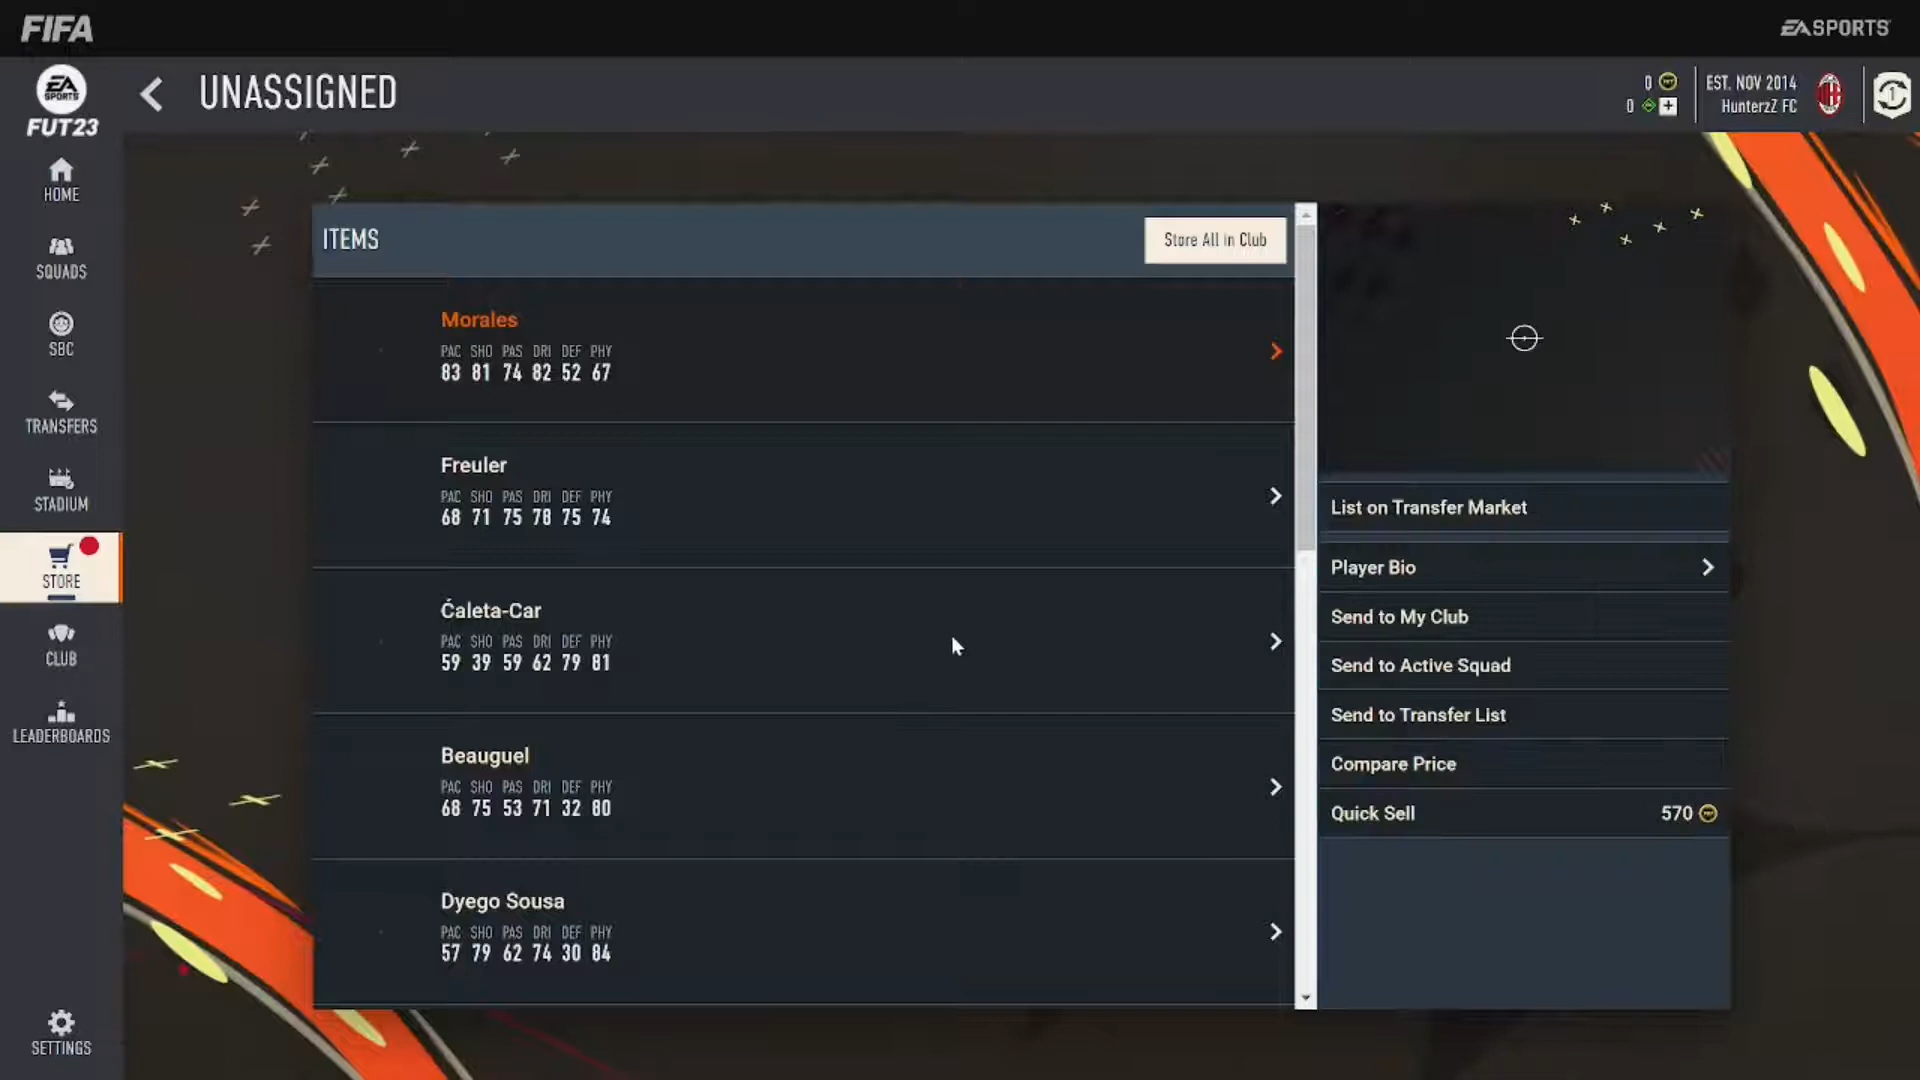 FIFA
EA SPORTS
EA SPORTS
FUT23
UNASSIGNED
0
0
EST. NOV 2014
HunterzZ FC
1
HOME
SQUADS
SBC
TRANSFERS
STADIUM
STORE
CLUB
LEADERBOARDS
SETTINGS
ITEMS
Store All in Club
Morales
PAC SHO PAS DRI DEF PHY
83 81 74 82 52 67
Freuler
PAC SHO PAS DRI DEF PHY
68 71 75 78 75 74
Ćaleta-Car
PAC SHO PAS DRI DEF PHY
59 39 59 62 79 81
Beauguel
PAC SHO PAS DRI DEF PHY
68 75 53 71 32 80
Dyego Sousa
PAC SHO PAS DRI DEF PHY
57 79 62 74 30 84
List on Transfer Market
Player Bio
Send to My Club
Send to Active Squad
Send to Transfer List
Compare Price
Quick Sell 570